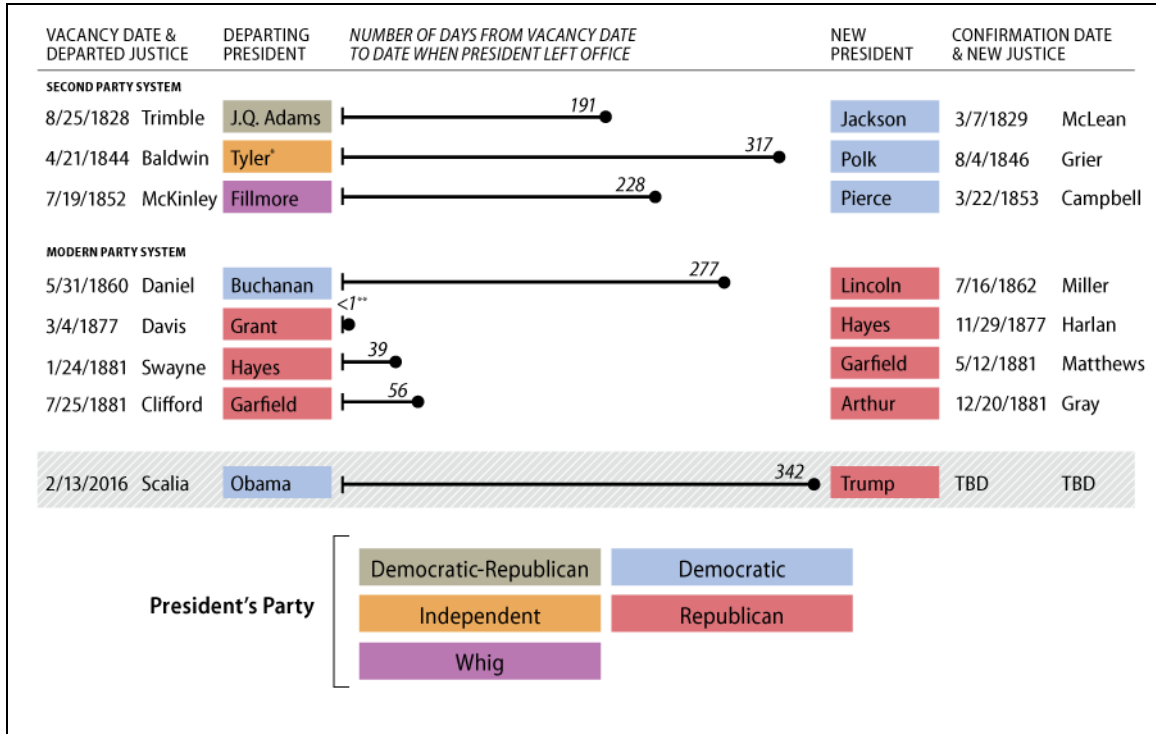 VACANCY DATE & DEPARTING NUMBER OF DAYS FROM VACANCY DATE NEW CONFIRMATION DATE
DEPARTED JUSTICE PRESIDENT TO DATE WHEN PRESIDENT LEFT OFFICE PRESIDENT & NEW JUSTICE
SECOND PARTY SYSTEM
8/25/1828 Trimble J.Q. Adams 191 Jackson 3/7/1829 McLean
4/21/1844 Baldwin Tyler* 317 Polk 8/4/1846 Grier
7/19/1852 McKinley Fillmore 228 Pierce 3/22/1853 Campbell
MODERN PARTY SYSTEM
5/31/1860 Daniel Buchanan 277 Lincoln 7/16/1862 Miller
3/4/1877 Davis Grant <1** Hayes 11/29/1877 Harlan
1/24/1881 Swayne Hayes 39 Garfield 5/12/1881 Matthews
7/25/1881 Clifford Garfield 56 Arthur 12/20/1881 Gray
2/13/2016 Scalia Obama 342 Trump TBD TBD
President's Party
Democratic-Republican Democratic
Independent Republican
Whig